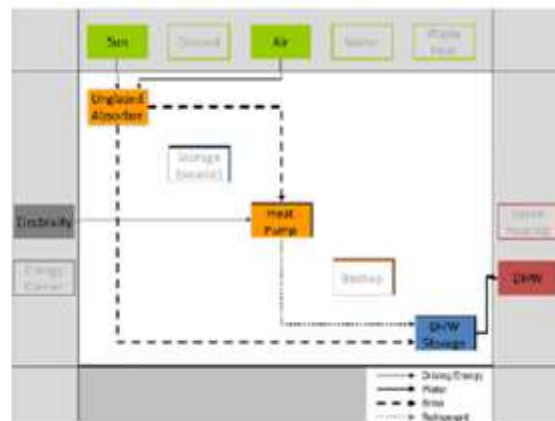 Sun
Ground
Air
Water
Waste
Heat
Unglazed
Absorber
Storage
(source)
Electricity
Heat
Pump
Space
Heating
Energy
Carrier
Backup
DHW
DHW
Storage
Driving Energy
Water
Brine
Refrigerant